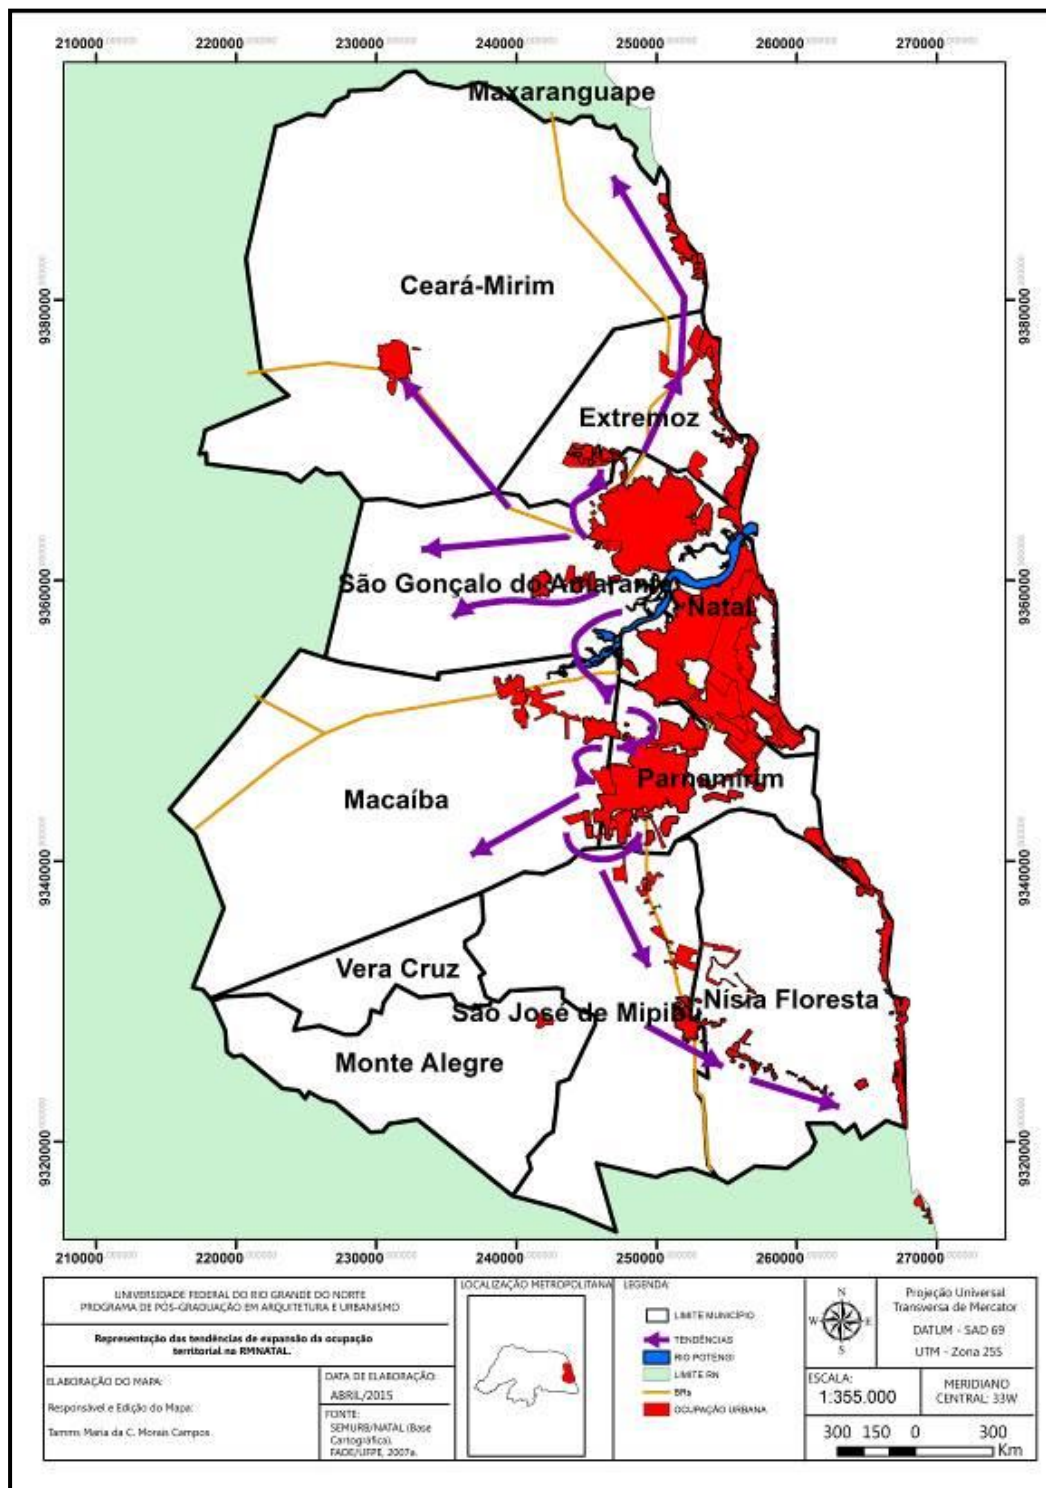 210000 220000 230000 240000 250000 260000 270000
Maxaranguape
Ceará-Mirim
9380000 9380000
Extremoz
9360000 9360000
São Gonçalo do Amarante
Natal
Parnamirim
Macaíba
9340000 9340000
Vera Cruz
Nísia Floresta
São José de Mipibu
Monte Alegre
9320000 9320000
210000 220000 230000 240000 250000 260000 270000
UNIVERSIDADE FEDERAL DO RIO GRANDE DO NORTE
PROGRAMA DE PÓS-GRADUAÇÃO EM ARQUITETURA E URBANISMO
Representação das tendências de expansão da ocupação
territorial na RMNATAL.
ELABORAÇÃO DO MAPA:
Responsável e Edição do Mapa:
Tamms Maria da C. Morais Campos.
DATA DE ELABORAÇÃO:
ABRIL/2015
FONTE:
SEMURB/NATAL (Base
Cartográfica).
FADE/UFPE, 2007a.
LOCALIZAÇÃO METROPOLITANA
LEGENDA:
LIMITE MUNICÍPIO
TENDÊNCIAS
RIO POTENGI
LIMITE RN
BRs
OCUPAÇÃO URBANA
N
W E
S
Projeção Universal
Transversa de Mercator
DATUM - SAD 69
UTM - Zona 25S
ESCALA:
1:355.000
MERIDIANO
CENTRAL: 33W
300 150 0 300
Km